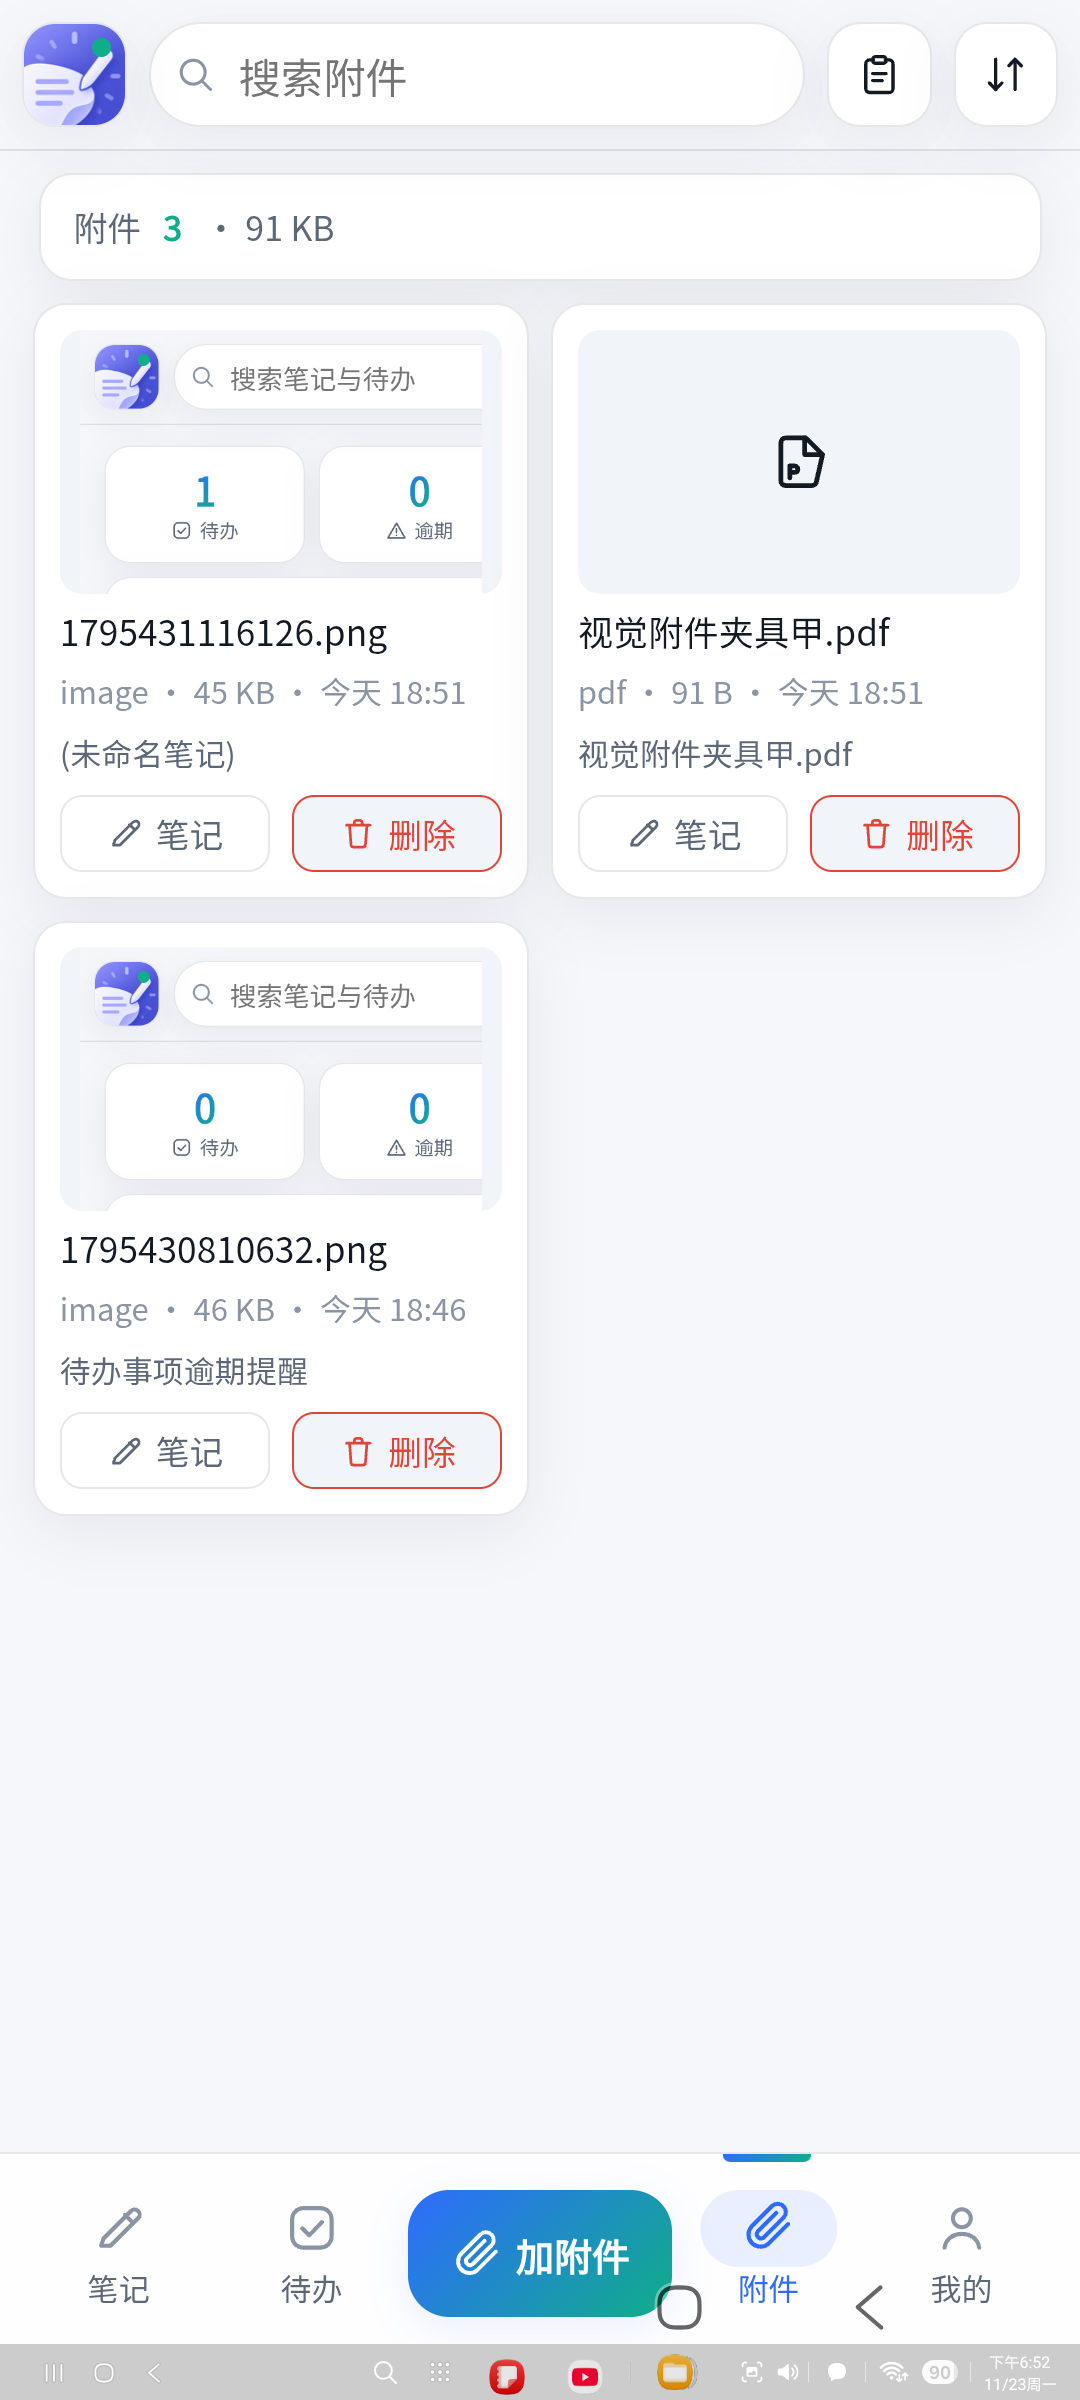 搜索附件
附件 3 • 91 KB
搜索笔记与待办
1
待办
0
逾期
1795431116126.png
image • 45 KB • 今天 18:51
(未命名笔记)
笔记
删除
P
视觉附件夹具甲.pdf
pdf • 91 B • 今天 18:51
视觉附件夹具甲.pdf
笔记
删除
搜索笔记与待办
0
待办
0
逾期
1795430810632.png
image • 46 KB • 今天 18:46
待办事项逾期提醒
笔记
删除
笔记
待办
加附件
附件
我的
90
下午6:52
11/23周一